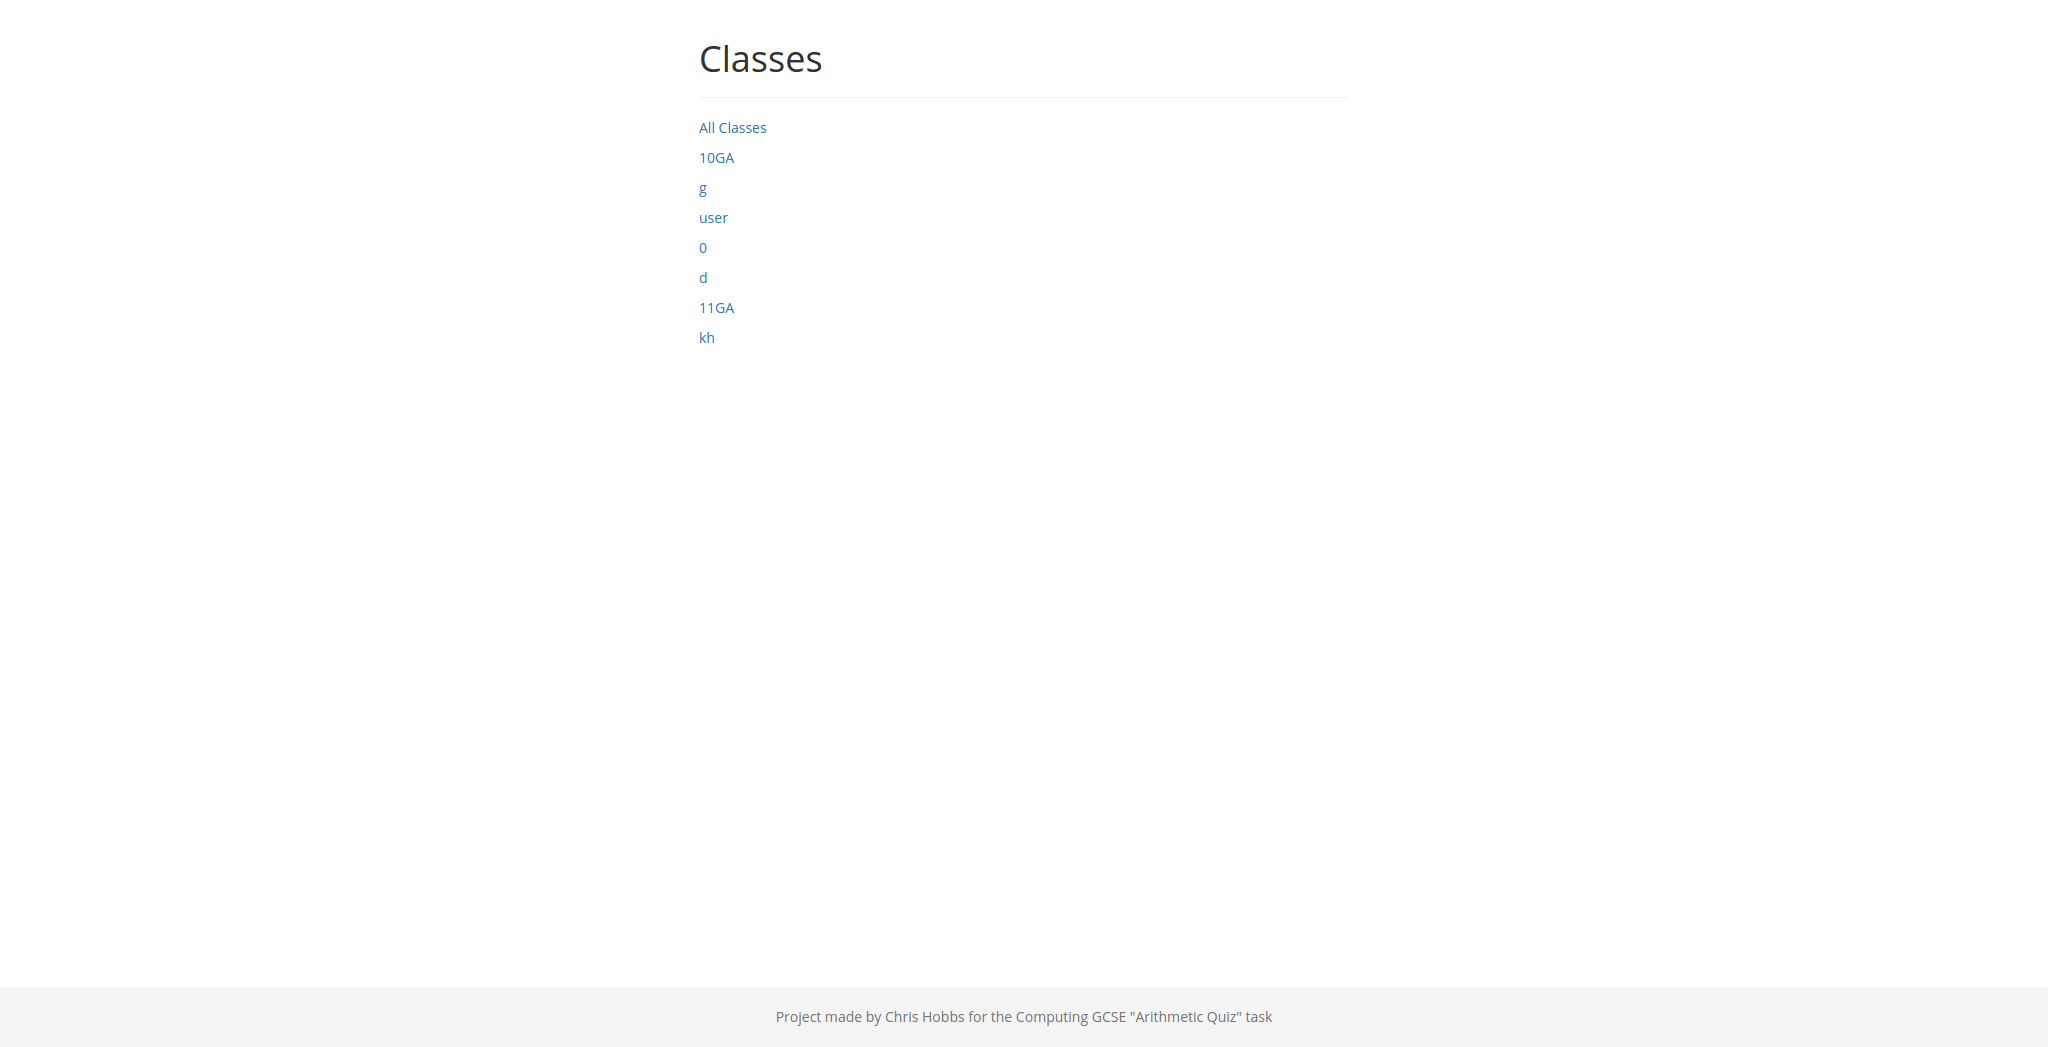 Classes
All Classes
10GA
g
user
0
d
11GA
kh
Project made by Chris Hobbs for the Computing GCSE "Arithmetic Quiz" task